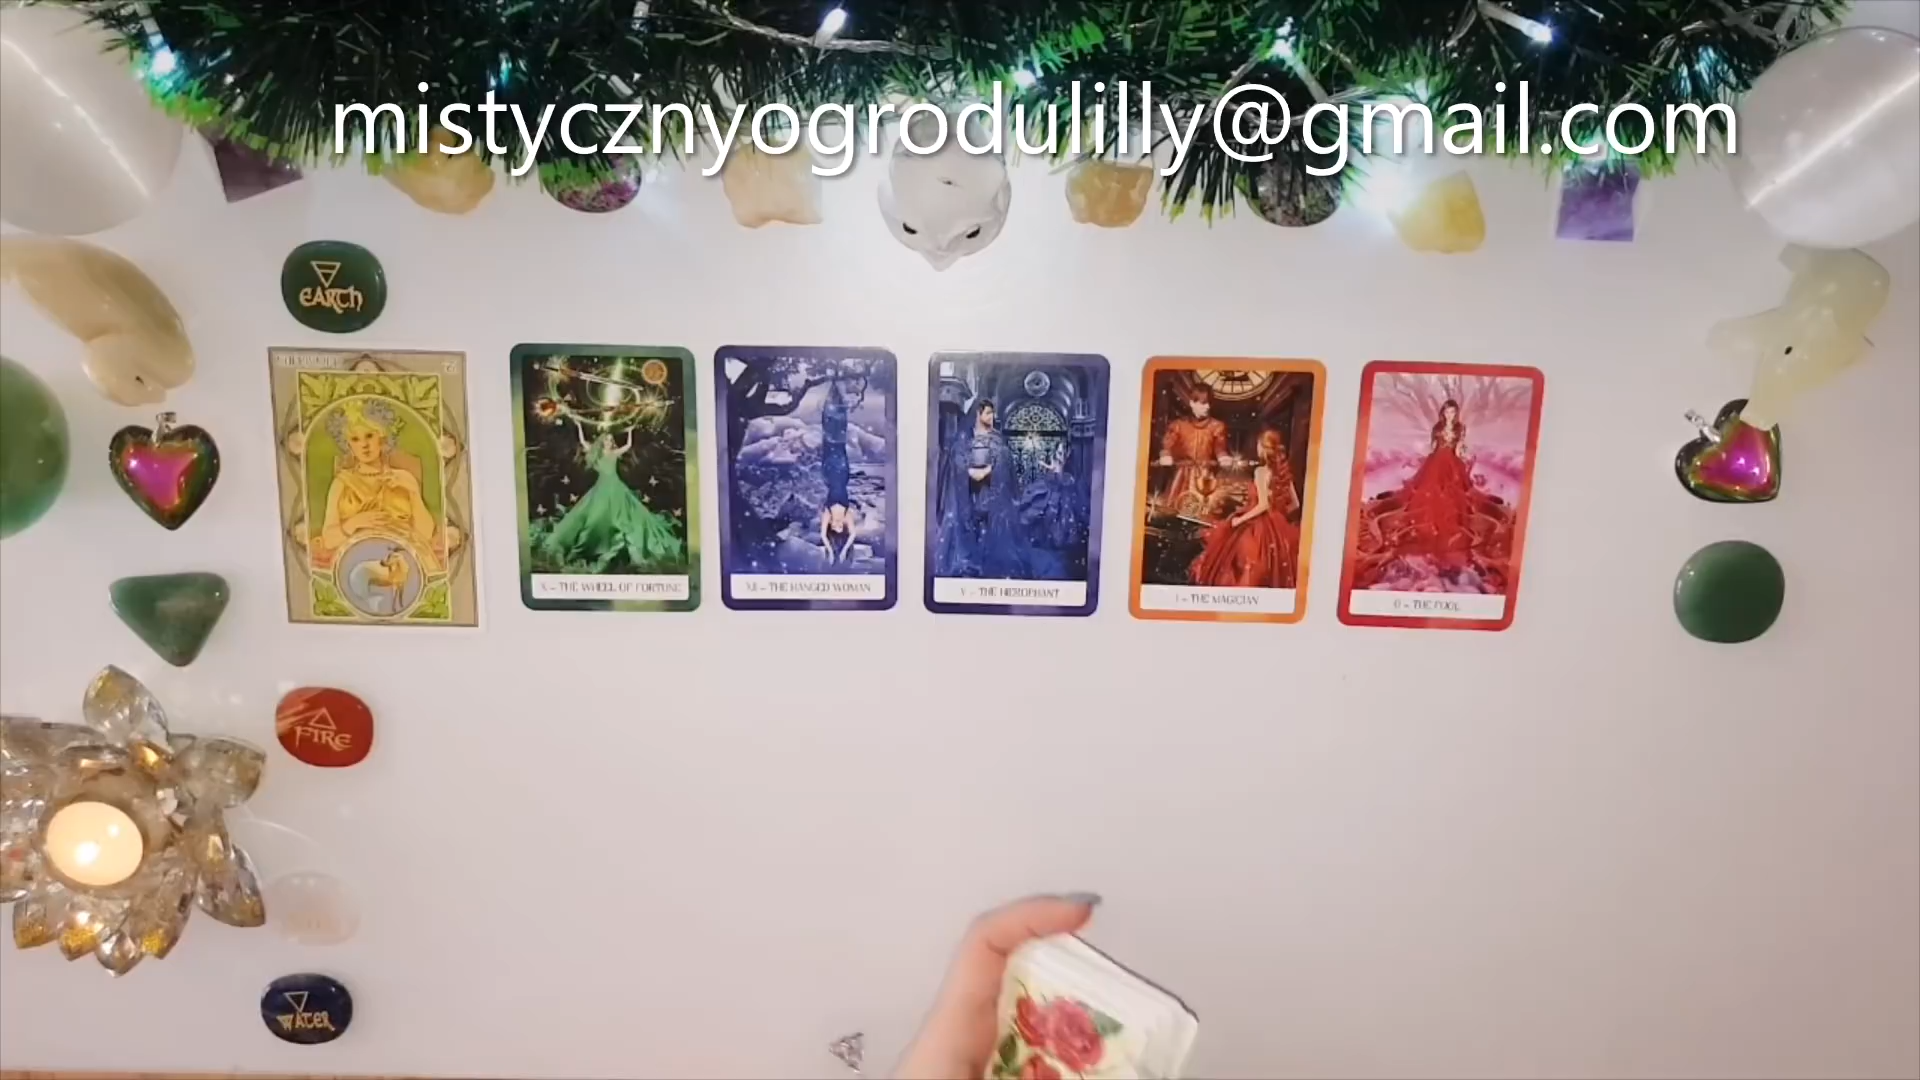 mistycznyogrodulilly@gmail.com
EARTH
X – THE WHEEL OF FORTUNE
XII – THE HANGED WOMAN
V – THE HIEROPHANT
I – THE MAGICIAN
0 – THE FOOL
FIRE
WATER